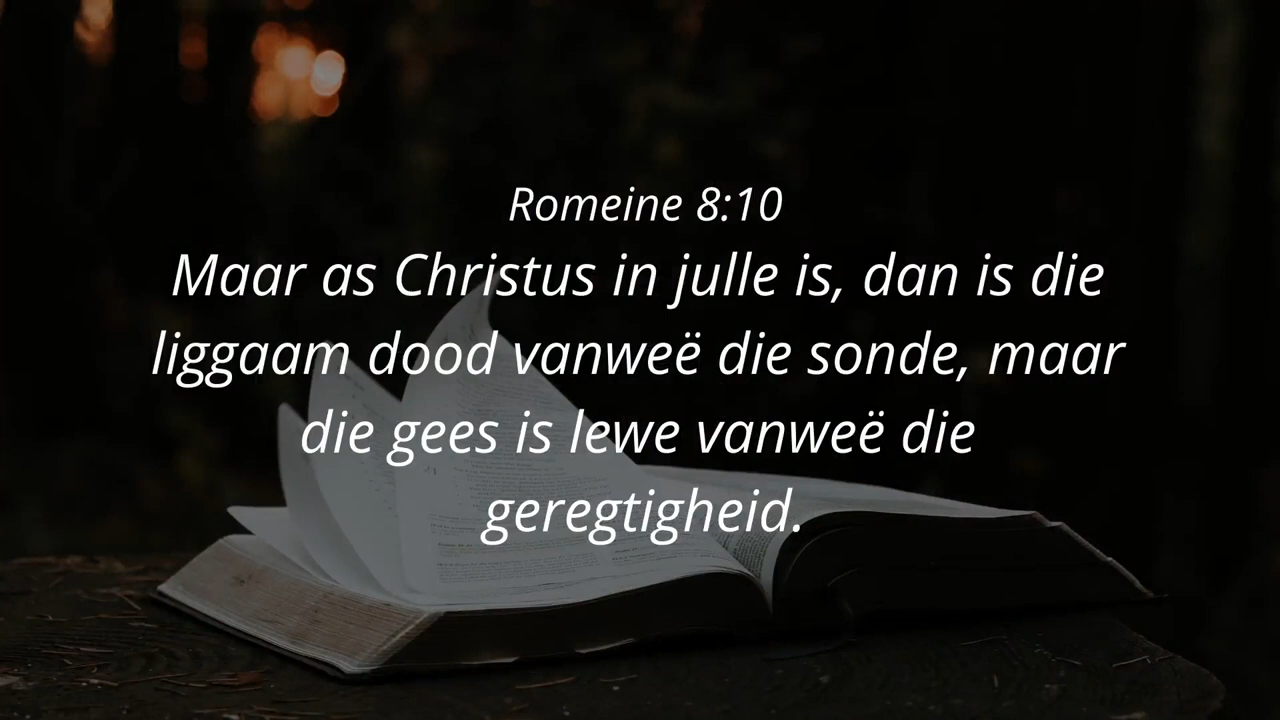 Romeine 8:10
Maar as Christus in julle is, dan is die
liggaam dood vanweë die sonde, maar
die gees is lewe vanweë die
geregtigheid.